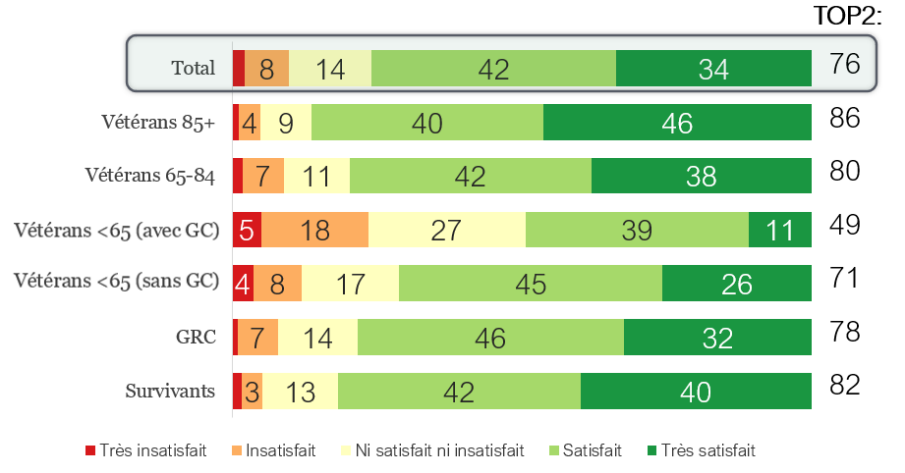 TOP2:
Total 8 14 42 34 76
Vétérans 85+ 4 9 40 46 86
Vétérans 65-84 7 11 42 38 80
Vétérans <65 (avec GC) 5 18 27 39 11 49
Vétérans <65 (sans GC) 4 8 17 45 26 71
GRC 7 14 46 32 78
Survivants 3 13 42 40 82
Très insatisfait Insatisfait Ni satisfait ni insatisfait Satisfait Très satisfait